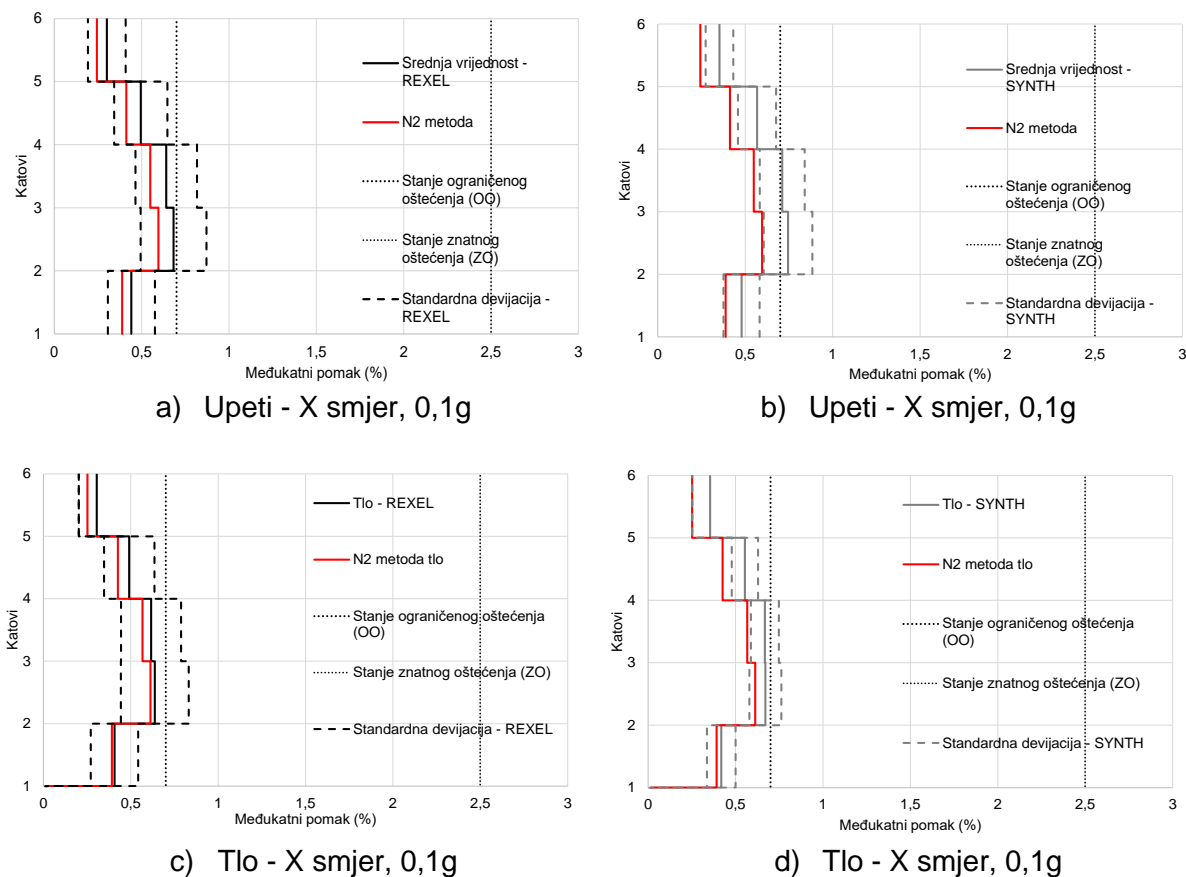 6
5
4
3
2
1
Katovi
0
0,5
1
1,5
2
2,5
3
Međukatni pomak (%)
Srednja vrijednost -
REXEL
N2 metoda
Stanje ograničenog
oštećenja (OO)
Stanje znatnog
oštećenja (ZO)
Standardna devijacija -
REXEL
a) Upeti - X smjer, 0,1g
6
5
4
3
2
1
Katovi
0
0,5
1
1,5
2
2,5
3
Međukatni pomak (%)
Srednja vrijednost -
SYNTH
N2 metoda
Stanje ograničenog
oštećenja (OO)
Stanje znatnog
oštećenja (ZO)
Standardna devijacija -
SYNTH
b) Upeti - X smjer, 0,1g
6
5
4
3
2
1
Katovi
0
0,5
1
1,5
2
2,5
3
Međukatni pomak (%)
Tlo - REXEL
N2 metoda tlo
Stanje ograničenog oštećenja
(OO)
Stanje znatnog oštećenja (ZO)
Standardna devijacija - REXEL
c) Tlo - X smjer, 0,1g
6
5
4
3
2
1
Katovi
0
0,5
1
1,5
2
2,5
3
Međukatni pomak (%)
Tlo - SYNTH
N2 metoda tlo
Stanje ograničenog oštećenja
(OO)
Stanje znatnog oštećenja (ZO)
Standardna devijacija - SYNTH
d) Tlo - X smjer, 0,1g